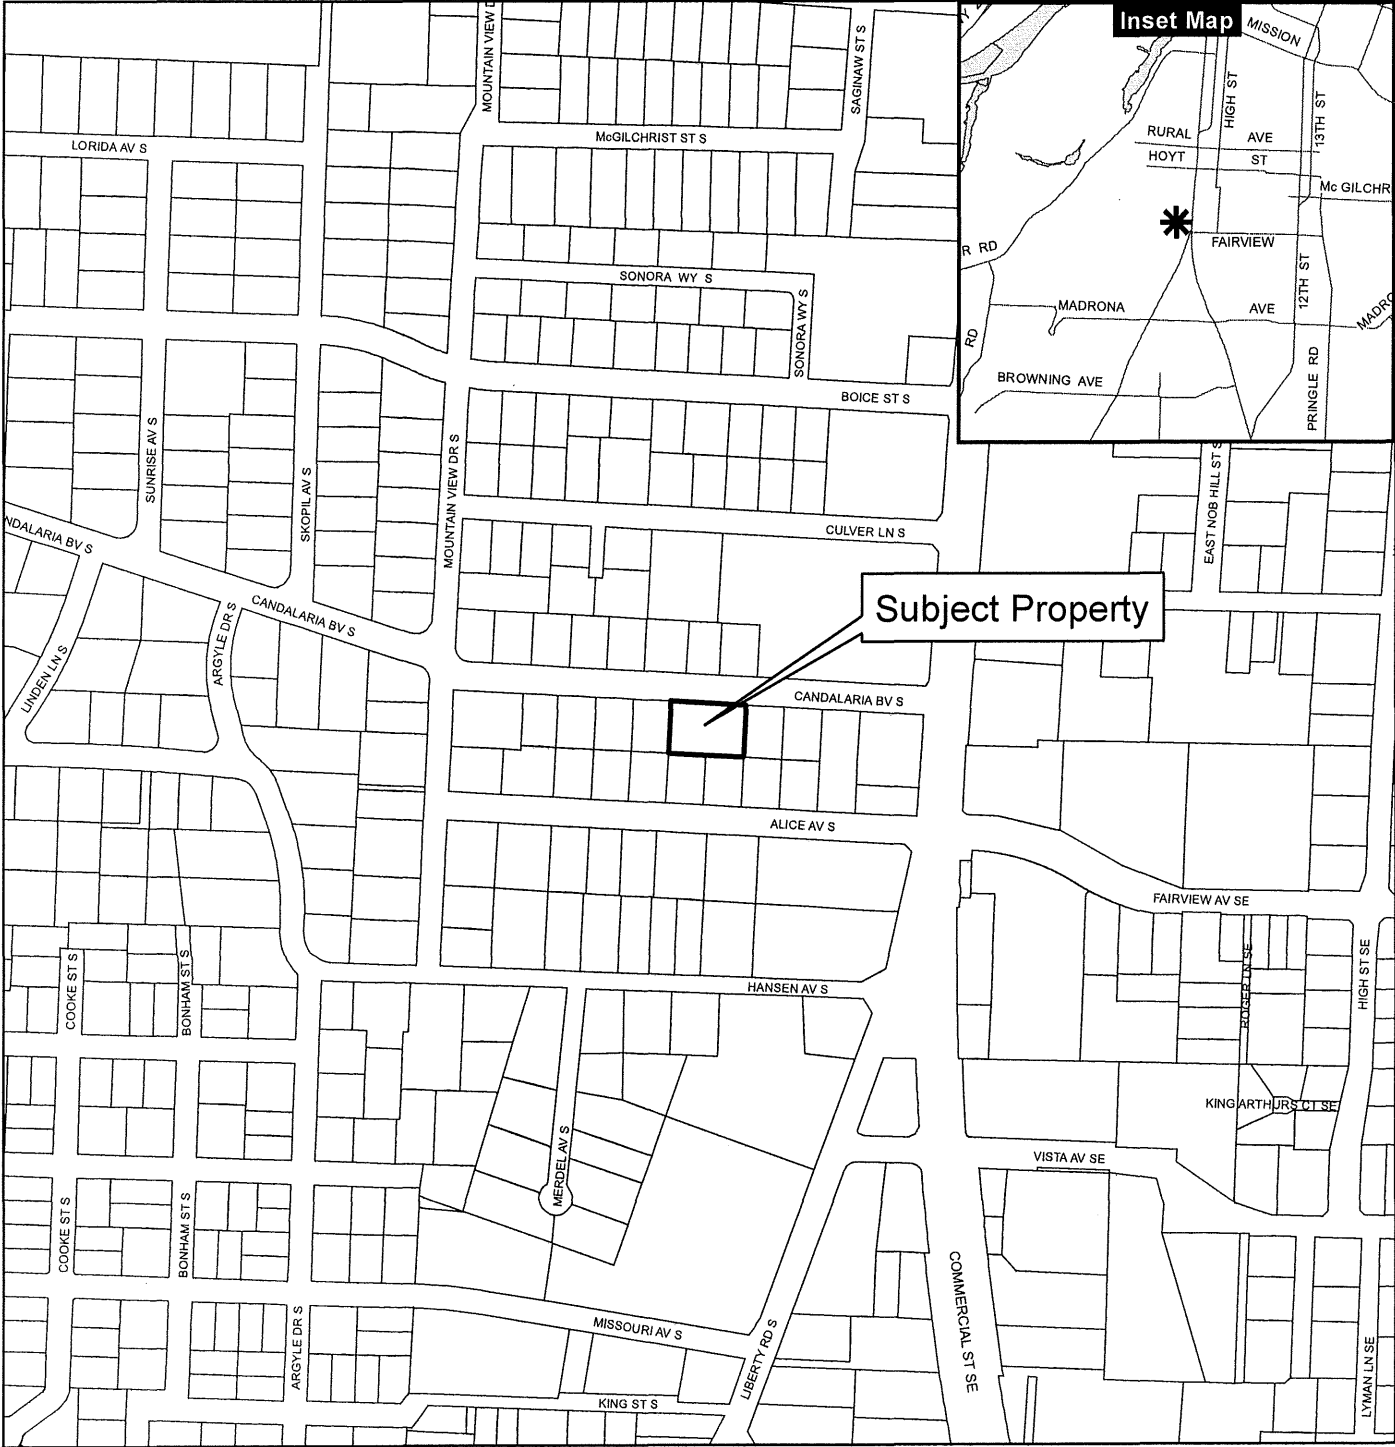 Inset Map
MISSION
HIGH ST
13TH ST
RURAL AVE
HOYT ST
Mc GILCHR
R RD
FAIRVIEW
12TH ST
MADRONA AVE
MADRO
RD
BROWNING AVE
PRINGLE RD
MOUNTAIN VIEW D
SAGINAW ST S
LORIDA AV S
McGILCHRIST ST S
SONORA WY S
SONORA WY S
BOICE ST S
SUNRISE AV S
SKOPIL AV S
MOUNTAIN VIEW DR S
EAST NOB HILL ST S
NDALARIA BV S
CULVER LN S
CANDALARIA BV S
Subject Property
ARGYLE DR S
LINDEN LN S
CANDALARIA BV S
ALICE AV S
FAIRVIEW AV SE
COOKE ST S
BONHAM ST S
HANSEN AV S
ROGER LN SE
HIGH ST SE
KING ARTHURS CT SE
MERDEL AV S
VISTA AV SE
COOKE ST S
BONHAM ST S
COMMERCIAL ST SE
ARGYLE DR S
MISSOURI AV S
LIBERTY RD S
LYMAN LN SE
KING ST S